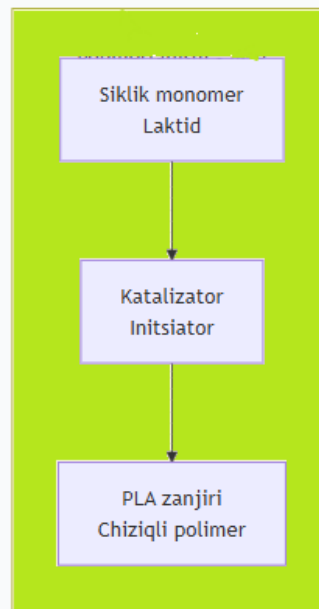 Siklik monomer
Laktid
Katalizator
Initsiator
PLA zanjiri
Chiziqli polimer